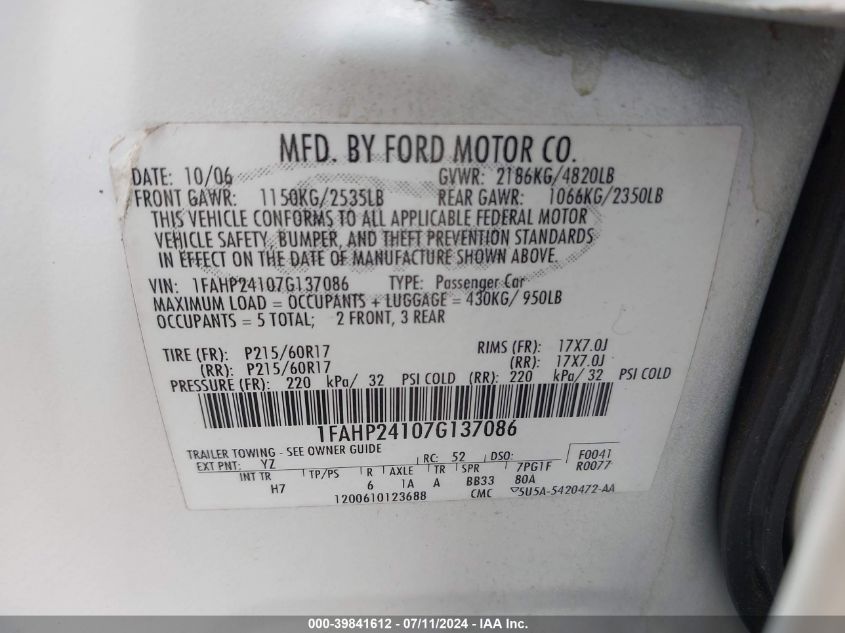 MFD. BY FORD MOTOR CO.
DATE: 10/06 GVWR: 2186KG/4820LB
FRONT GAWR: 1150KG/2535LB REAR GAWR: 1066KG/2350LB
THIS VEHICLE CONFORMS TO ALL APPLICABLE FEDERAL MOTOR
VEHICLE SAFETY, BUMPER, AND THEFT PREVENTION STANDARDS
IN EFFECT ON THE DATE OF MANUFACTURE SHOWN ABOVE.
VIN: 1FAHP24107G137086 TYPE: Passenger Car
MAXIMUM LOAD = OCCUPANTS + LUGGAGE = 430KG/ 950LB
OCCUPANTS = 5 TOTAL; 2 FRONT, 3 REAR
TIRE (FR): P215/60R17 RIMS (FR): 17X7.0J
(RR): P215/60R17 (RR): 17X7.0J
PRESSURE (FR): 220 kPa/ 32 PSI COLD (RR): 220 kPa/ 32 PSI COLD
1FAHP24107G137086
TRAILER TOWING - SEE OWNER GUIDE
EXT PNT: YZ RC: 52 DSO: F0041
R0077
INT TR TP/PS R AXLE TR SPR 7PG1F
H7 6 1A A BB33 80A
1200610123688 CMC 5U5A-5420472-AA
000-39841612 - 07/11/2024 - IAA Inc.